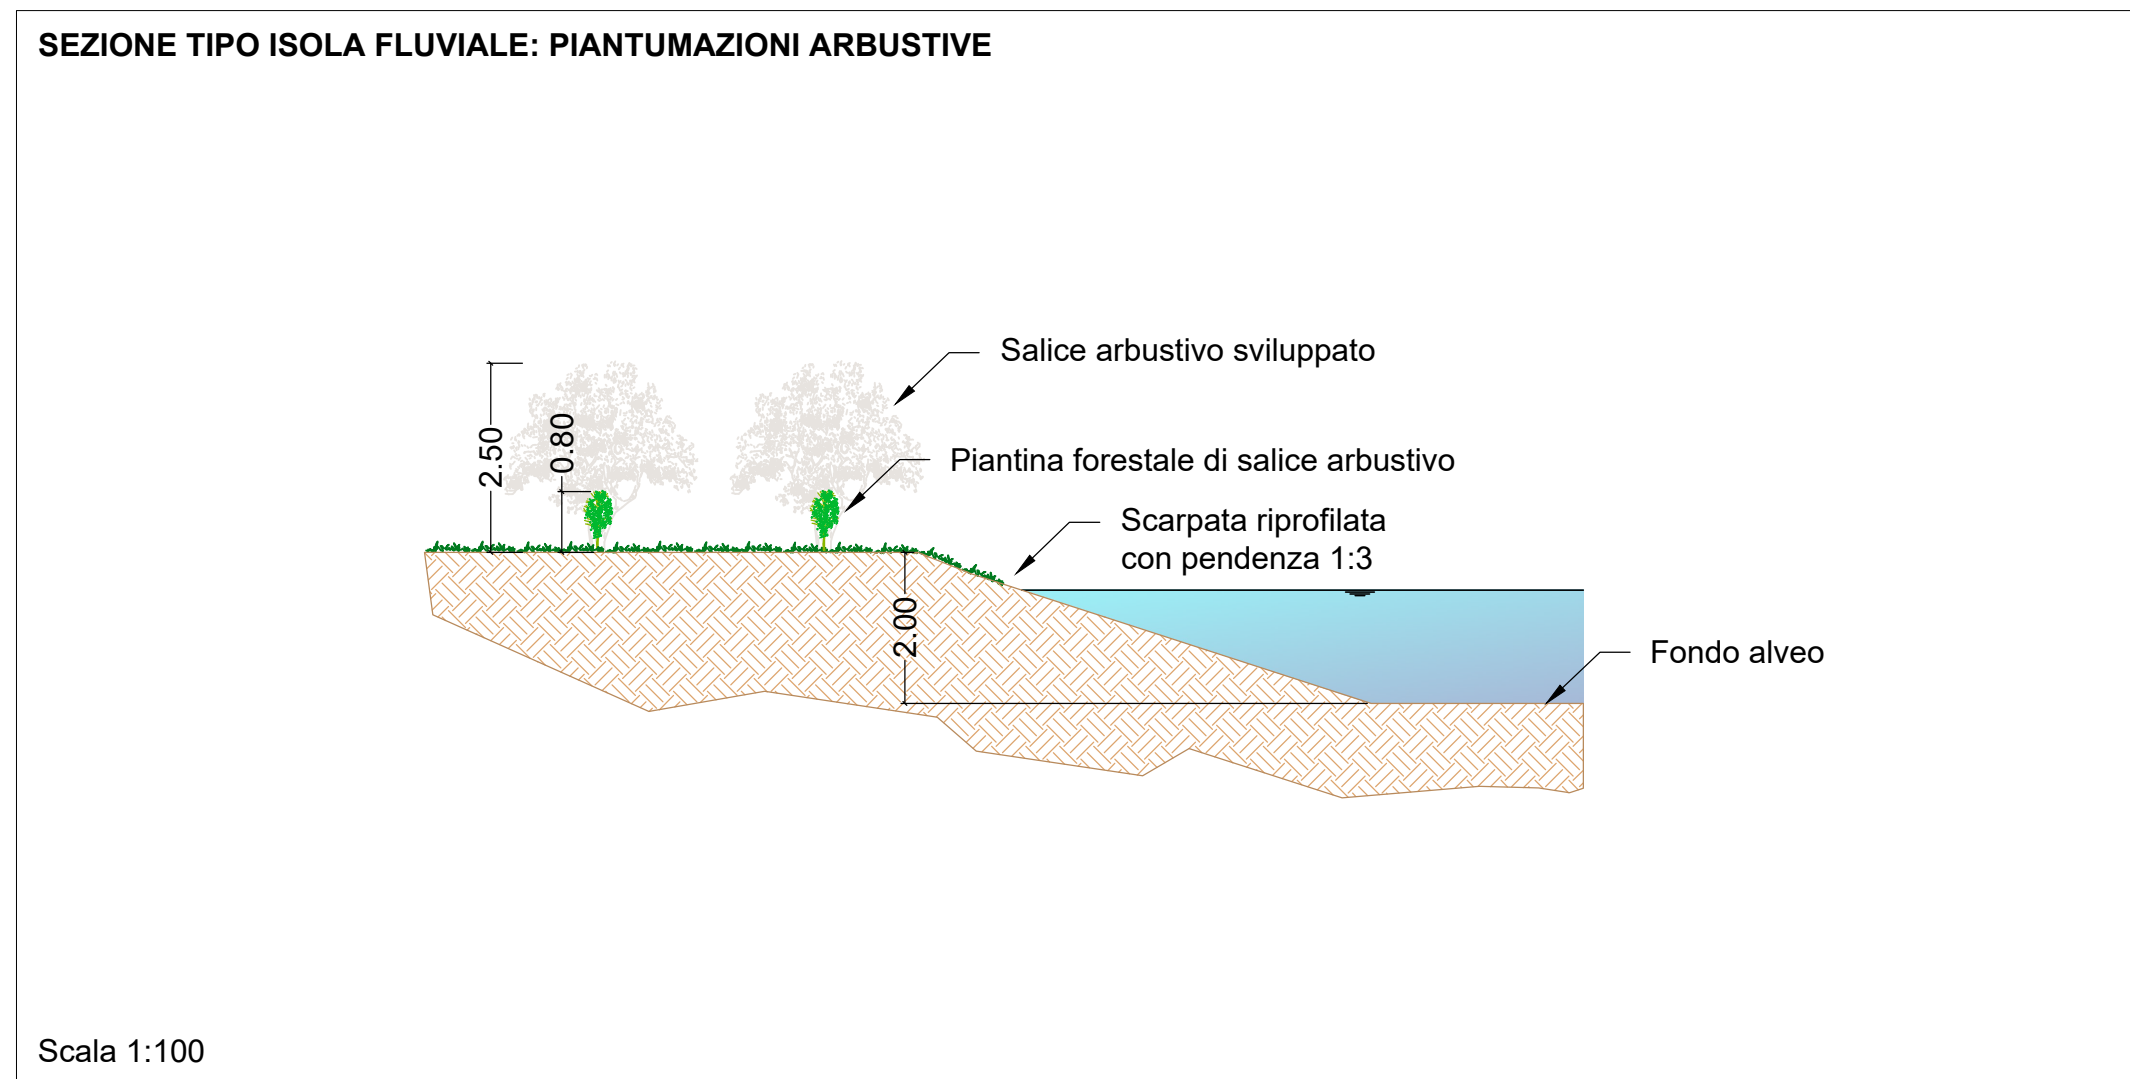 SEZIONE TIPO ISOLA FLUVIALE: PIANTUMAZIONI ARBUSTIVE
Salice arbustivo sviluppato
2.50
0.80
Piantina forestale di salice arbustivo
Scarpata riprofilata
con pendenza 1:3
2.00
Fondo alveo
Scala 1:100